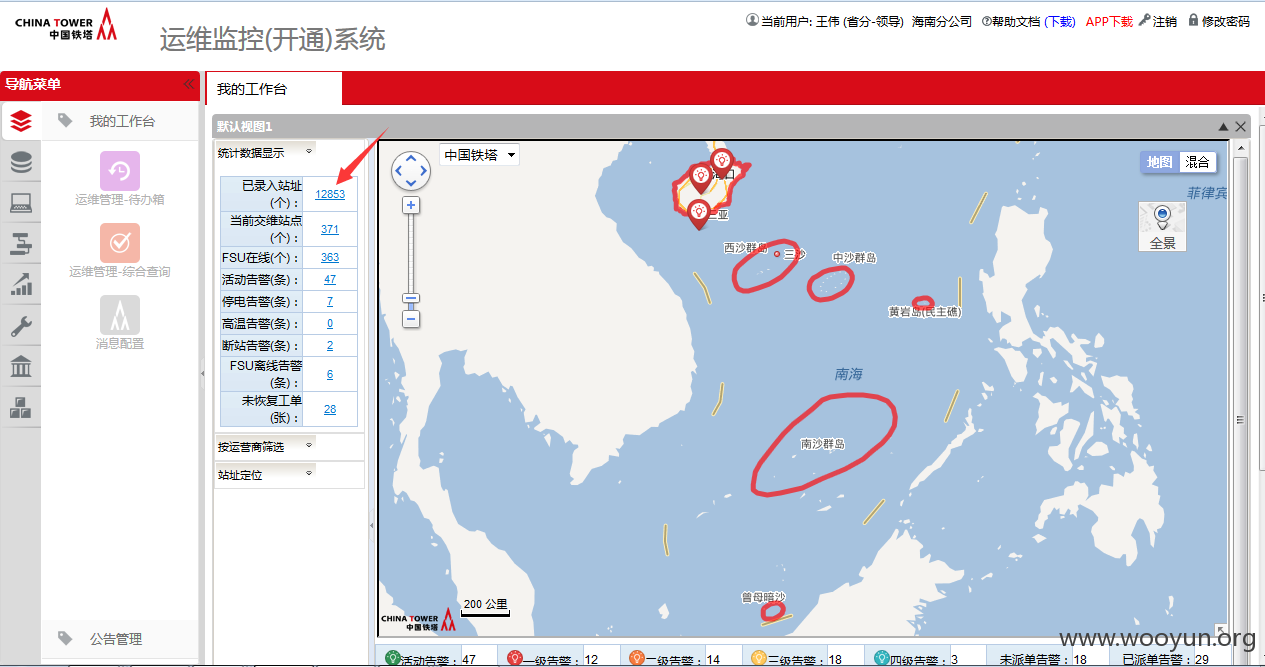 CHINA TOWER
中国铁塔
运维监控(开通)系统
当前用户: 王伟 (省分-领导) 海南分公司 帮助文档 (下载) APP下载 注销 修改密码
导航菜单
我的工作台
我的工作台
运维管理-待办箱
运维管理-综合查询
消息配置
公告管理
默认视图1
统计数据显示
已录入站址
(个)： 12853
当前交维站点
(个)： 371
FSU在线(个)： 363
活动告警(条)： 47
停电告警(条)： 7
高温告警(条)： 0
断站告警(条)： 2
FSU离线告警
(条)： 6
未恢复工单
(张)： 28
按运营商筛选
站址定位
中国铁塔
地图 混合
全景
菲律宾
西沙群岛
三沙
中沙群岛
黄岩岛(民主礁)
南海
南沙群岛
曾母暗沙
200 公里
CHINA TOWER
中国铁塔
活动告警：47 一级告警：12 二级告警：14 三级告警：18 四级告警：3 未派单告警：18 已派单告警：29
www.wooyun.org